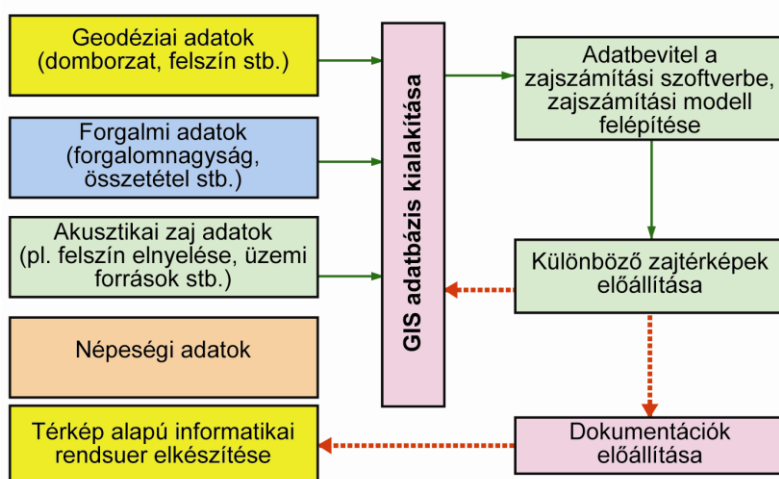 Geodéziai adatok
(domborzat, felszín stb.)
Forgalmi adatok
(forgalomnagyság,
összetétel stb.)
Akusztikai zaj adatok
(pl. felszín elnyelése, üzemi
források stb.)
Népeségi adatok
Térkép alapú informatikai
rendsuer elkészítése
GIS adatbázis kialakítása
Adatbevitel a
zajszámítási szoftverbe,
zajszámítási modell
felépítése
Különböző zajtérképek
előállítása
Dokumentációk
előállítása